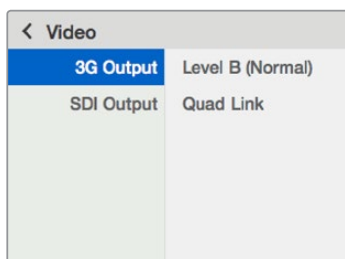 < Video
3G Output Level B (Normal)
SDI Output Quad Link